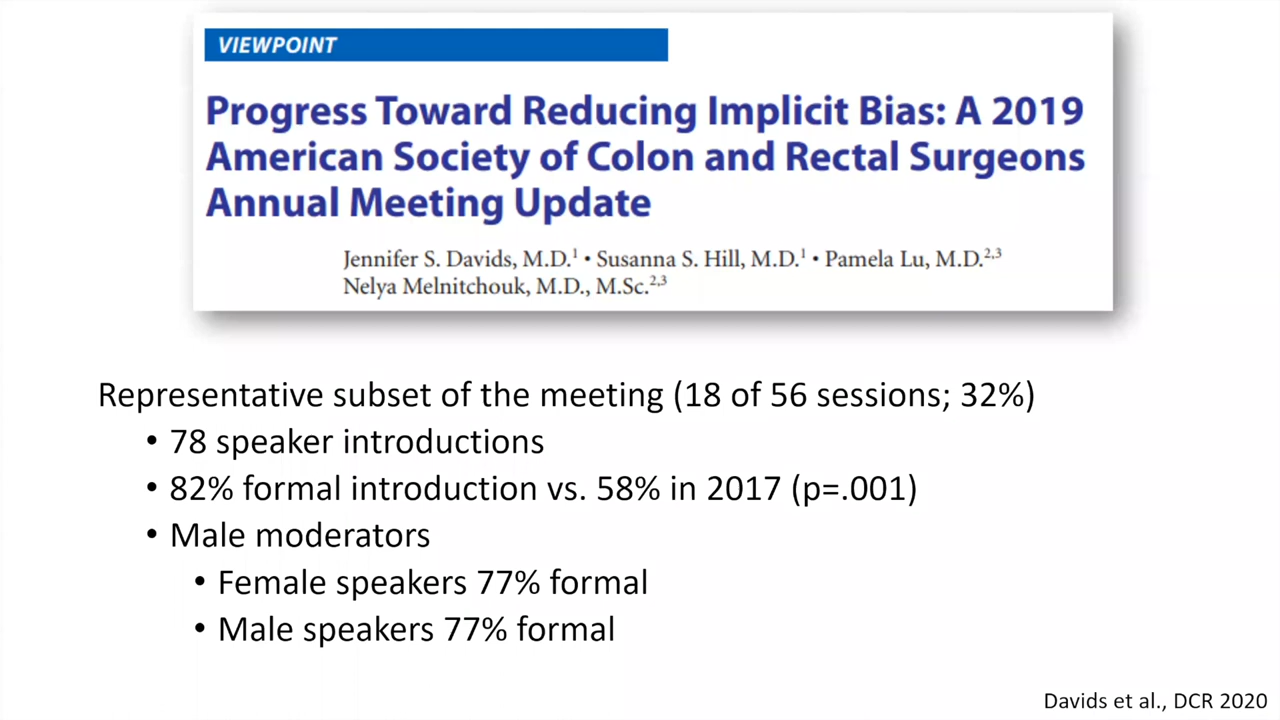 VIEWPOINT
Progress Toward Reducing Implicit Bias: A 2019
American Society of Colon and Rectal Surgeons
Annual Meeting Update
Jennifer S. Davids, M.D.¹ • Susanna S. Hill, M.D.¹ • Pamela Lu, M.D.²,³
Nelya Melnitchouk, M.D., M.Sc.²,³
Representative subset of the meeting (18 of 56 sessions; 32%)
• 78 speaker introductions
• 82% formal introduction vs. 58% in 2017 (p=.001)
• Male moderators
• Female speakers 77% formal
• Male speakers 77% formal
Davids et al., DCR 2020